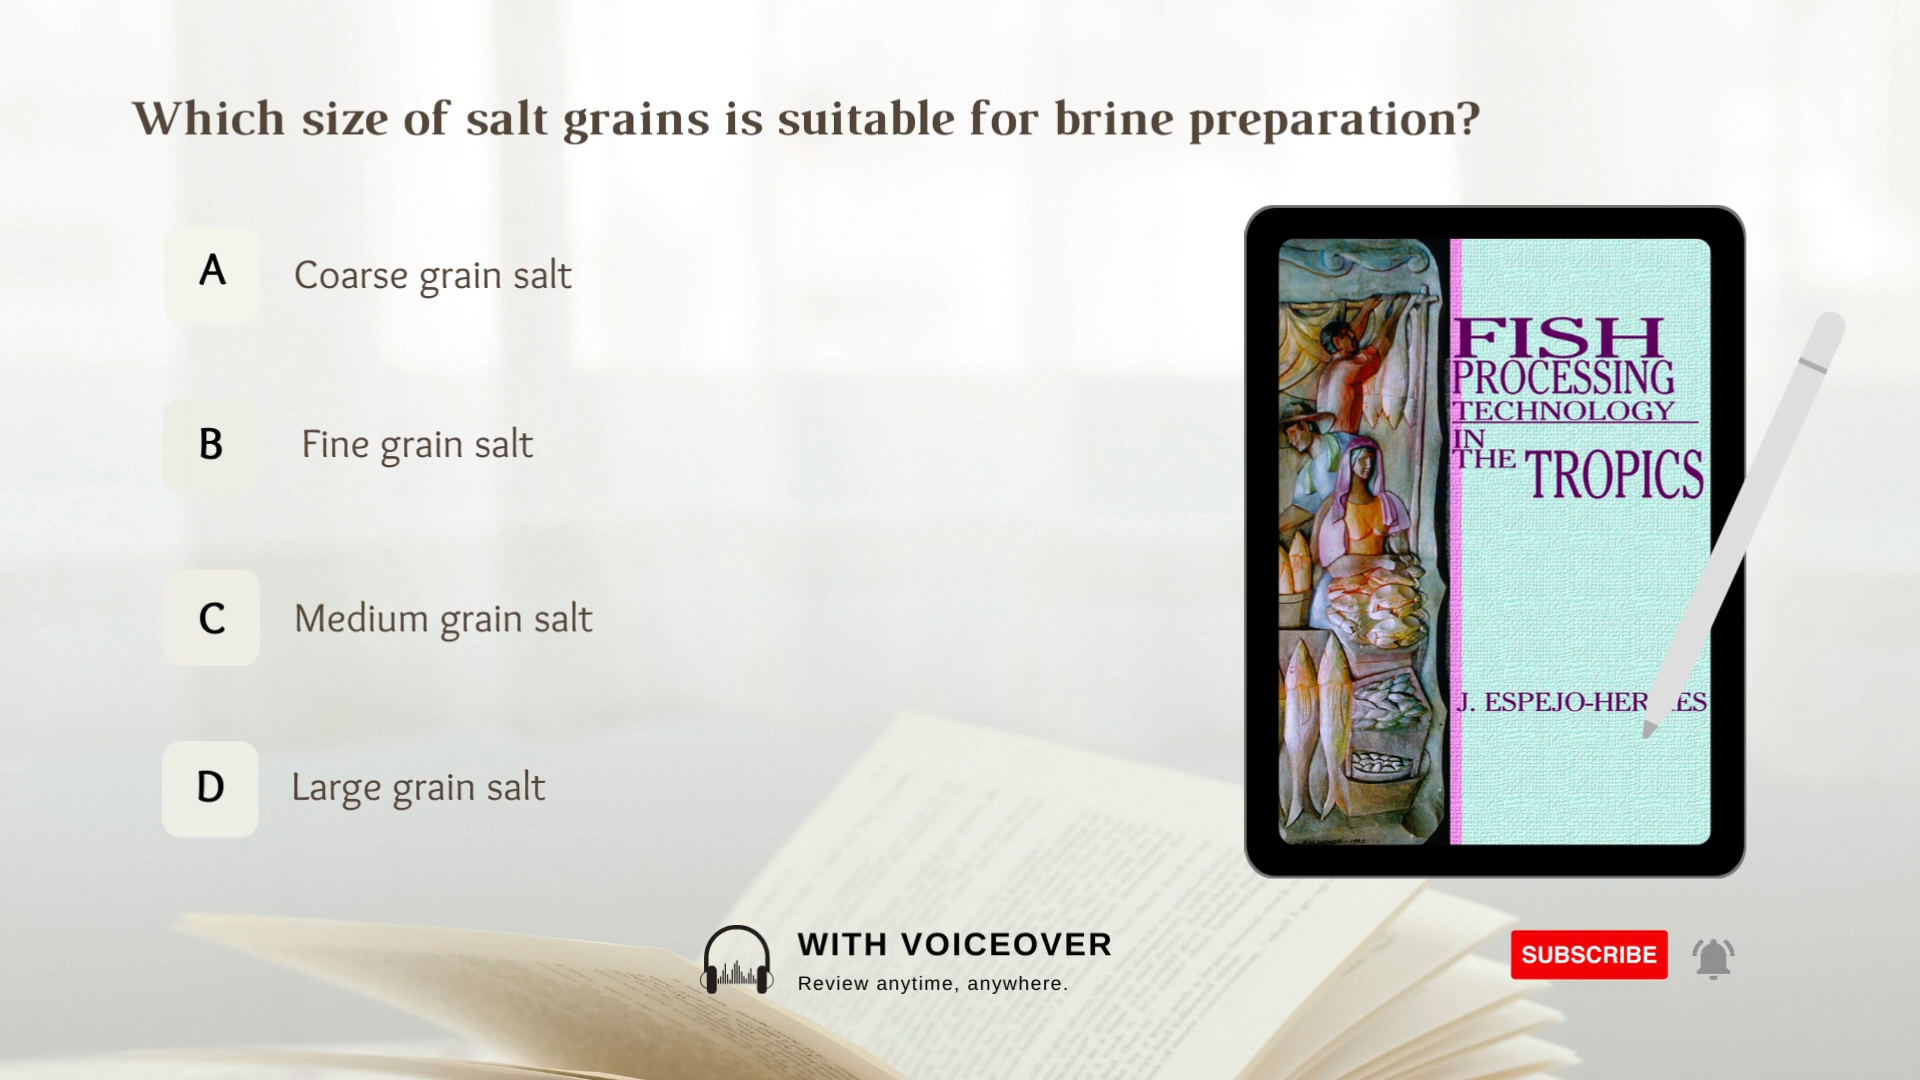 Which size of salt grains is suitable for brine preparation?
A Coarse grain salt
B Fine grain salt
C Medium grain salt
D Large grain salt
FISH
PROCESSING
TECHNOLOGY
IN
THE TROPICS
WITH VOICEOVER
Review anytime, anywhere.
J. 
SUBSCRIBE